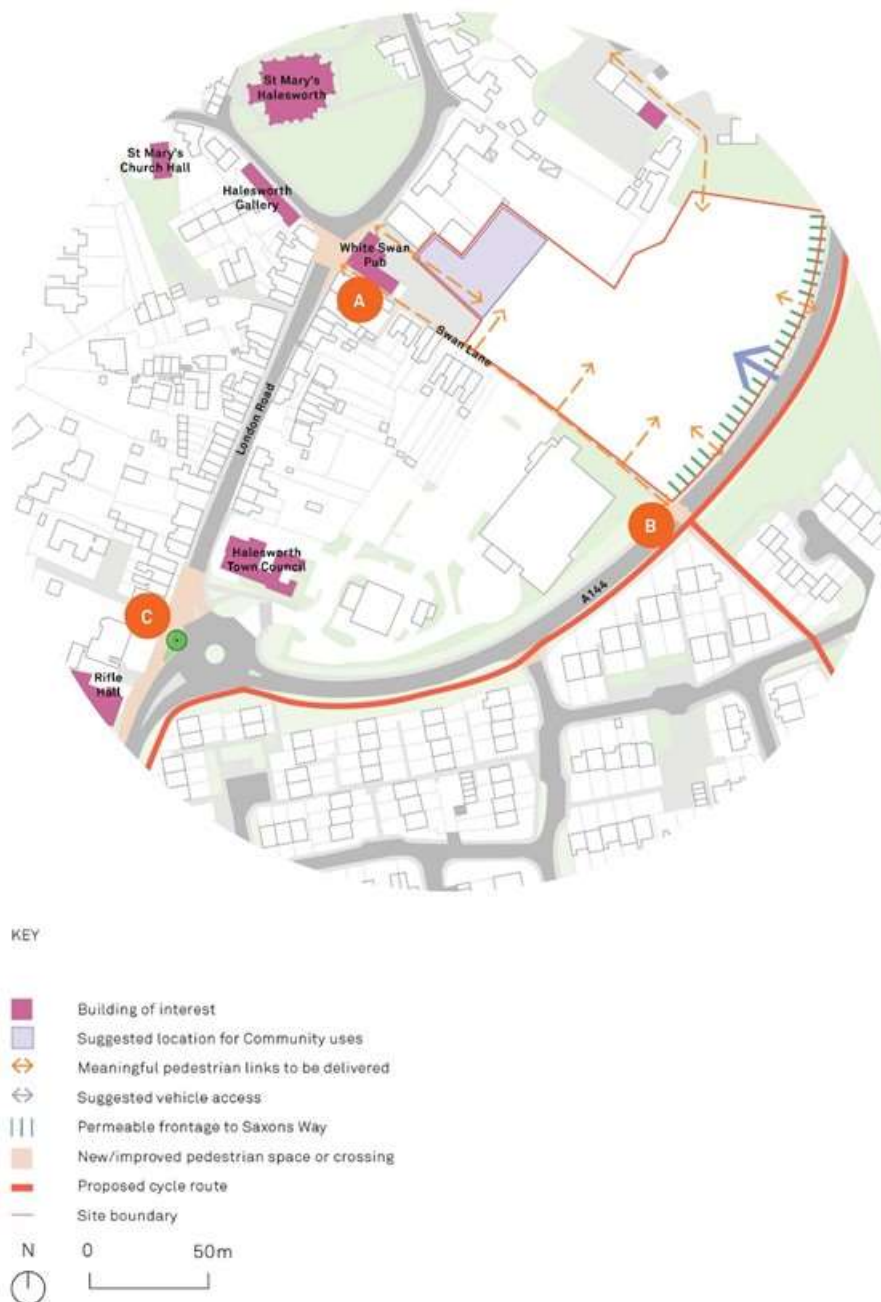 St Mary's
Halesworth
St Mary's
Church Hall
Halesworth
Gallery
White Swan
Pub
A
Swan Lane
London Road
B
Halesworth
Town Council
A144
C
Rifle
Hall
KEY
Building of interest
Suggested location for Community uses
Meaningful pedestrian links to be delivered
Suggested vehicle access
Permeable frontage to Saxons Way
New/improved pedestrian space or crossing
Proposed cycle route
Site boundary
N 0 50m